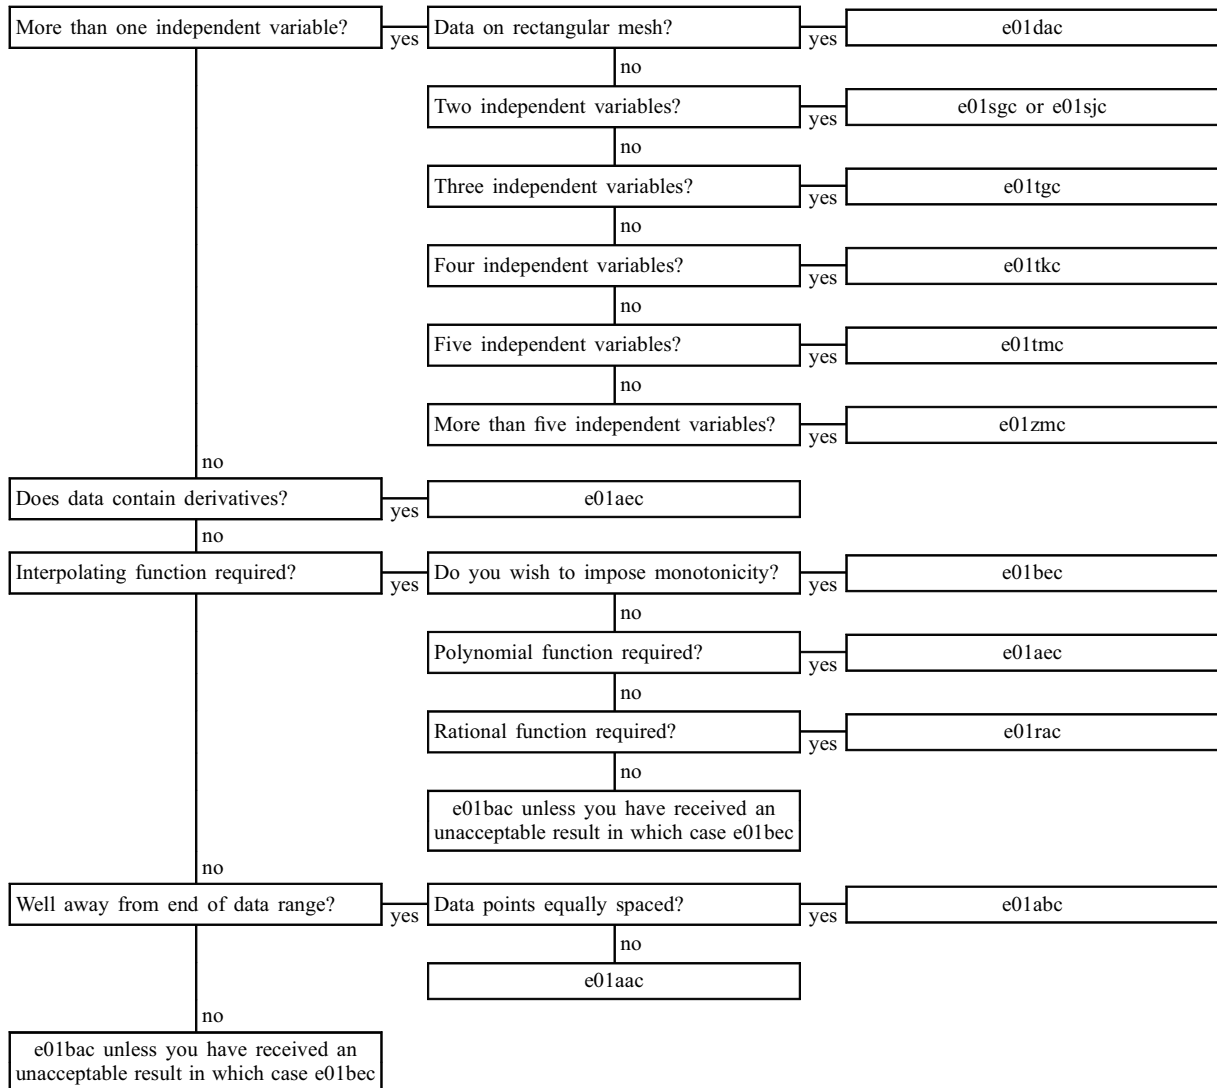 More than one independent variable?
yes
Data on rectangular mesh?
yes
e01dac
no
Two independent variables?
yes
e01sgc or e01sjc
no
Three independent variables?
yes
e01tgc
no
Four independent variables?
yes
e01tkc
no
Five independent variables?
yes
e01tmc
no
More than five independent variables?
yes
e01zmc
no
Does data contain derivatives?
yes
e01aec
no
Interpolating function required?
yes
Do you wish to impose monotonicity?
yes
e01bec
no
Polynomial function required?
yes
e01aec
no
Rational function required?
yes
e01rac
no
e01bac unless you have received an
unacceptable result in which case e01bec
no
Well away from end of data range?
yes
Data points equally spaced?
yes
e01abc
no
e01aac
no
e01bac unless you have received an
unacceptable result in which case e01bec